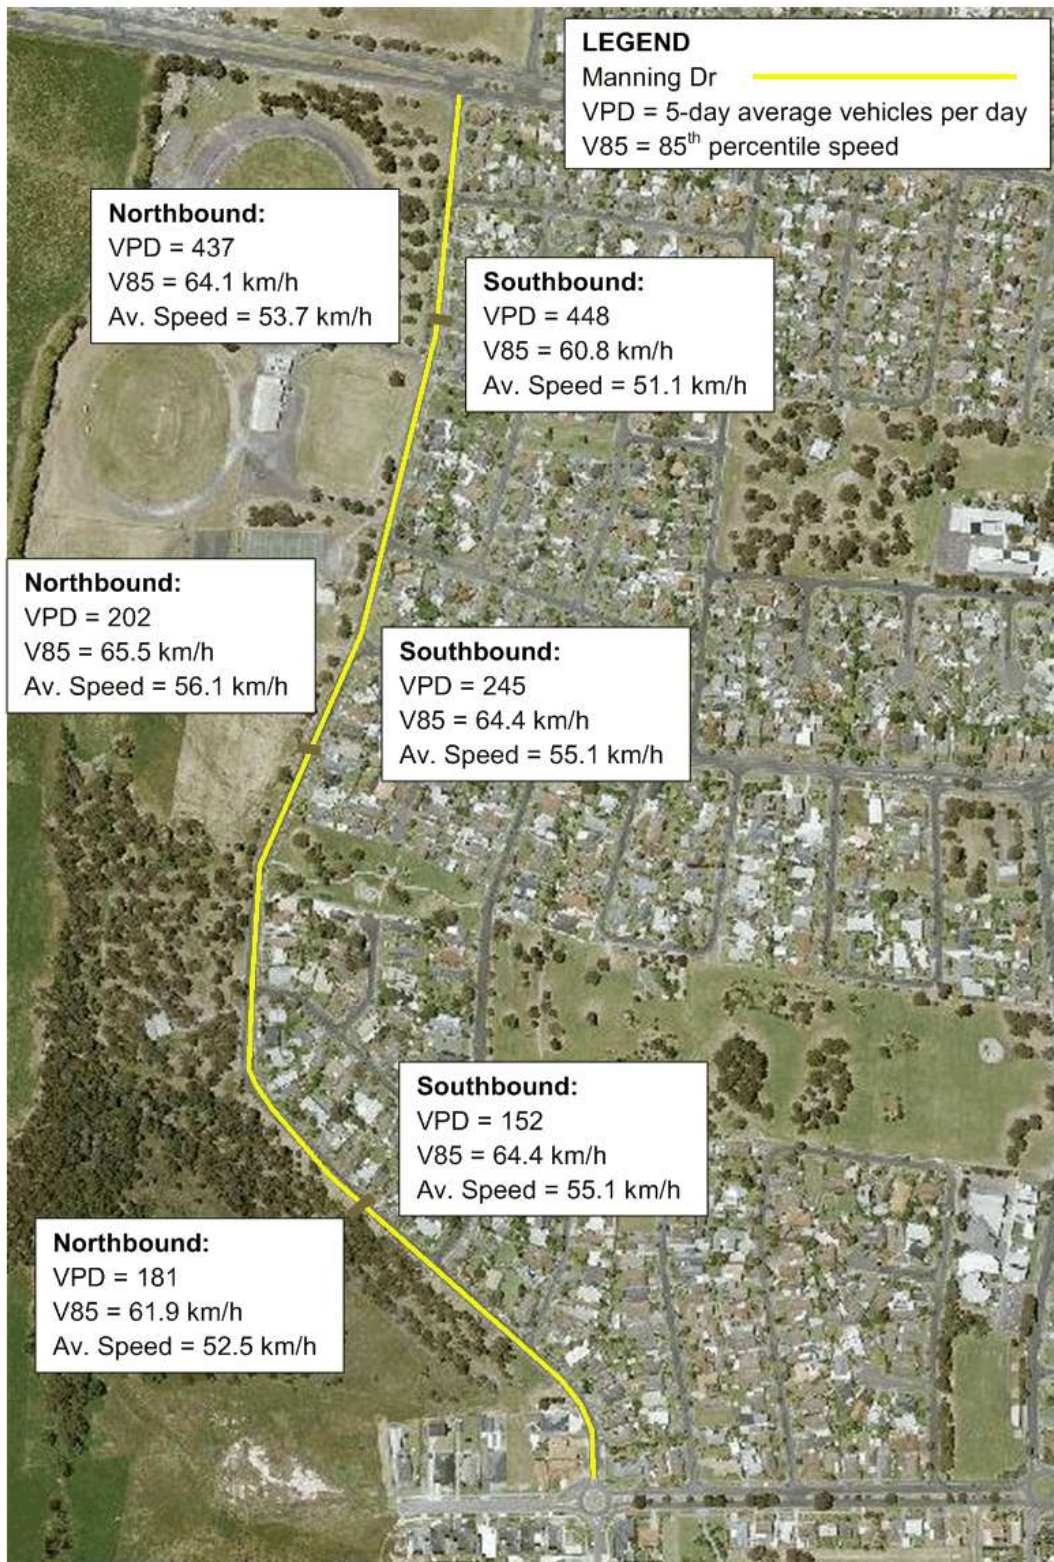 LEGEND
Manning Dr
VPD = 5-day average vehicles per day
V85 = 85th percentile speed
Northbound:
VPD = 437
V85 = 64.1 km/h
Av. Speed = 53.7 km/h
Southbound:
VPD = 448
V85 = 60.8 km/h
Av. Speed = 51.1 km/h
Northbound:
VPD = 202
V85 = 65.5 km/h
Av. Speed = 56.1 km/h
Southbound:
VPD = 245
V85 = 64.4 km/h
Av. Speed = 55.1 km/h
Southbound:
VPD = 152
V85 = 64.4 km/h
Av. Speed = 55.1 km/h
Northbound:
VPD = 181
V85 = 61.9 km/h
Av. Speed = 52.5 km/h